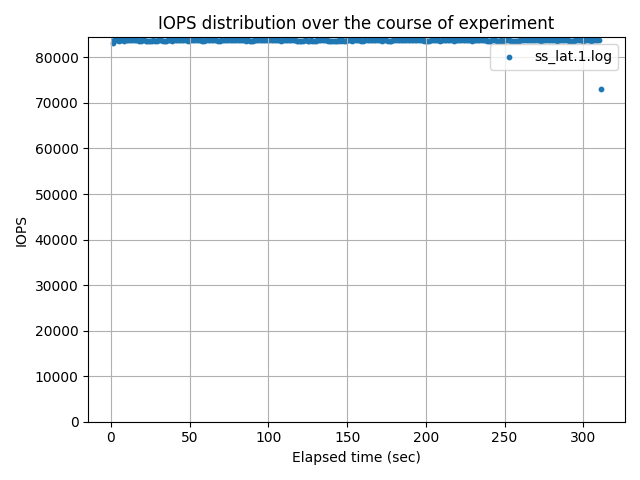 IOPS distribution over the course of experiment
ss_lat.1.log
80000
70000
60000
50000
40000
30000
20000
10000
0
IOPS
0 50 100 150 200 250 300
Elapsed time (sec)